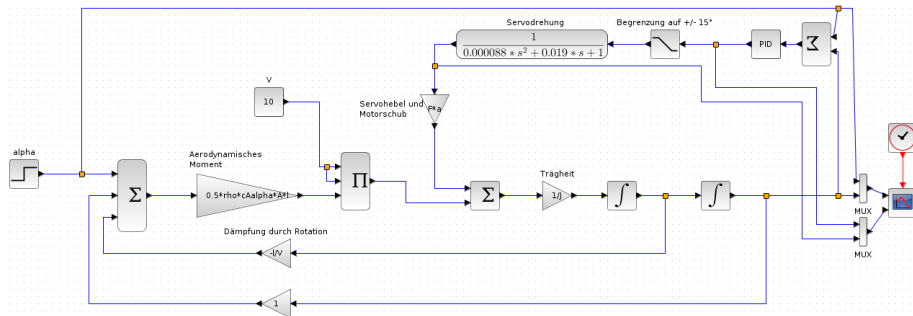 Servodrehung
Begrenzung auf +/- 15°
1
0.000088 * s² + 0.019 * s + 1
PID
Σ
V
10
Servohebel und
Motorschub
F*a
alpha
Aerodynamisches
Moment
Σ
0.5*rho*cAalpha*A*l
Π
Trägheit
Σ
1/J
∫
∫
MUX
Dämpfung durch Rotation
-l/V
MUX
1